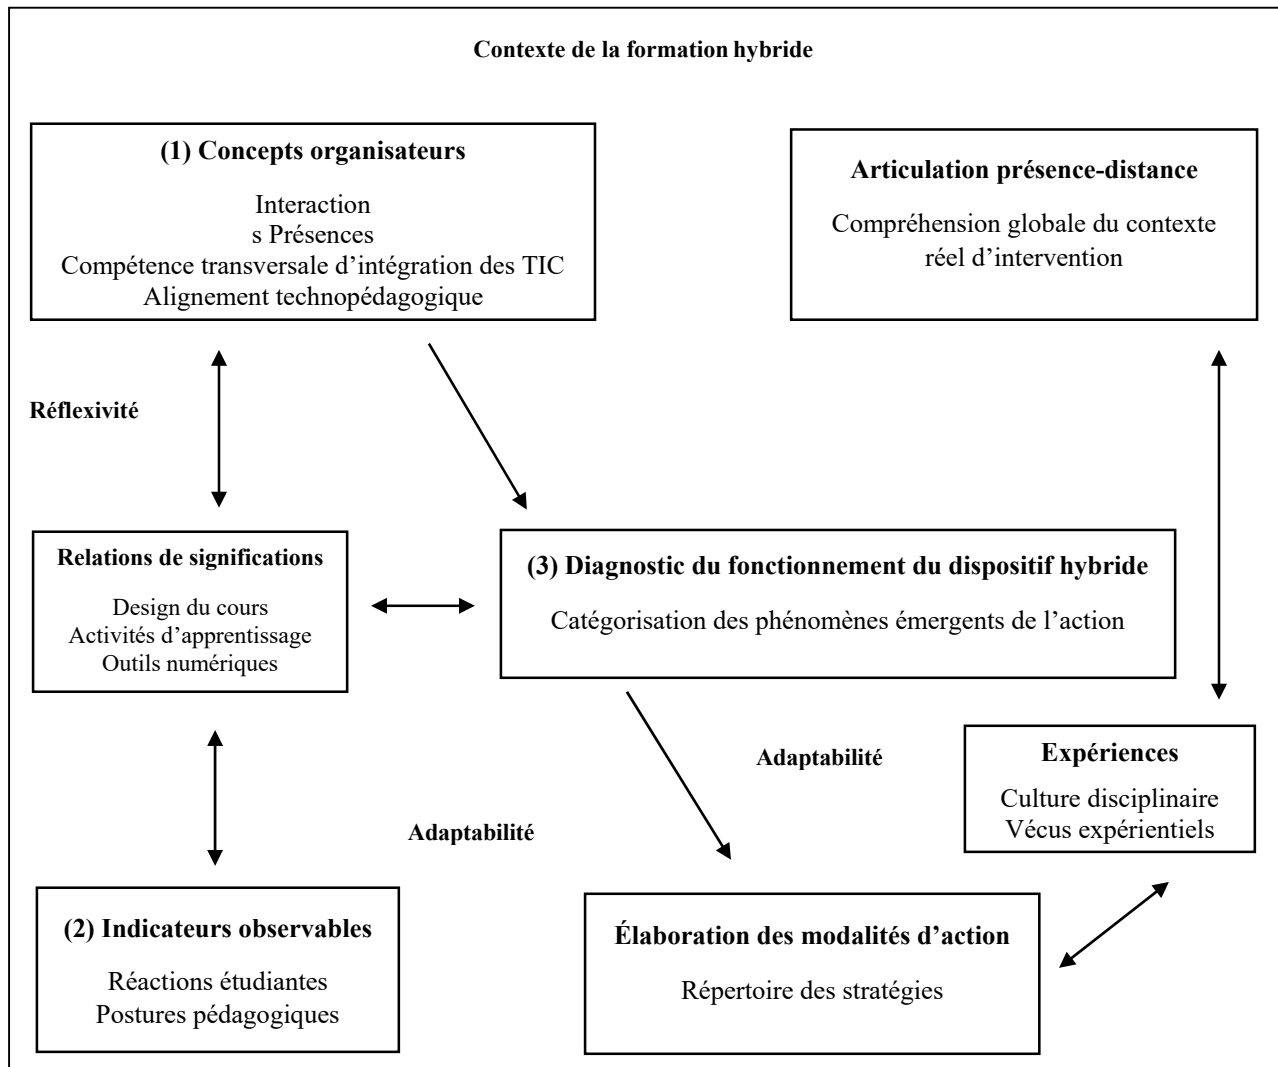 Contexte de la formation hybride
(1) Concepts organisateurs
Interaction
s Présences
Compétence transversale d’intégration des TIC
Alignement technopédagogique
Articulation présence-distance
Compréhension globale du contexte
réel d’intervention
Réflexivité
Relations de significations
Design du cours
Activités d’apprentissage
Outils numériques
(3) Diagnostic du fonctionnement du dispositif hybride
Catégorisation des phénomènes émergents de l’action
Adaptabilité
Expériences
Culture disciplinaire
Vécus expérientiels
Adaptabilité
(2) Indicateurs observables
Réactions étudiantes
Postures pédagogiques
Élaboration des modalités d’action
Répertoire des stratégies